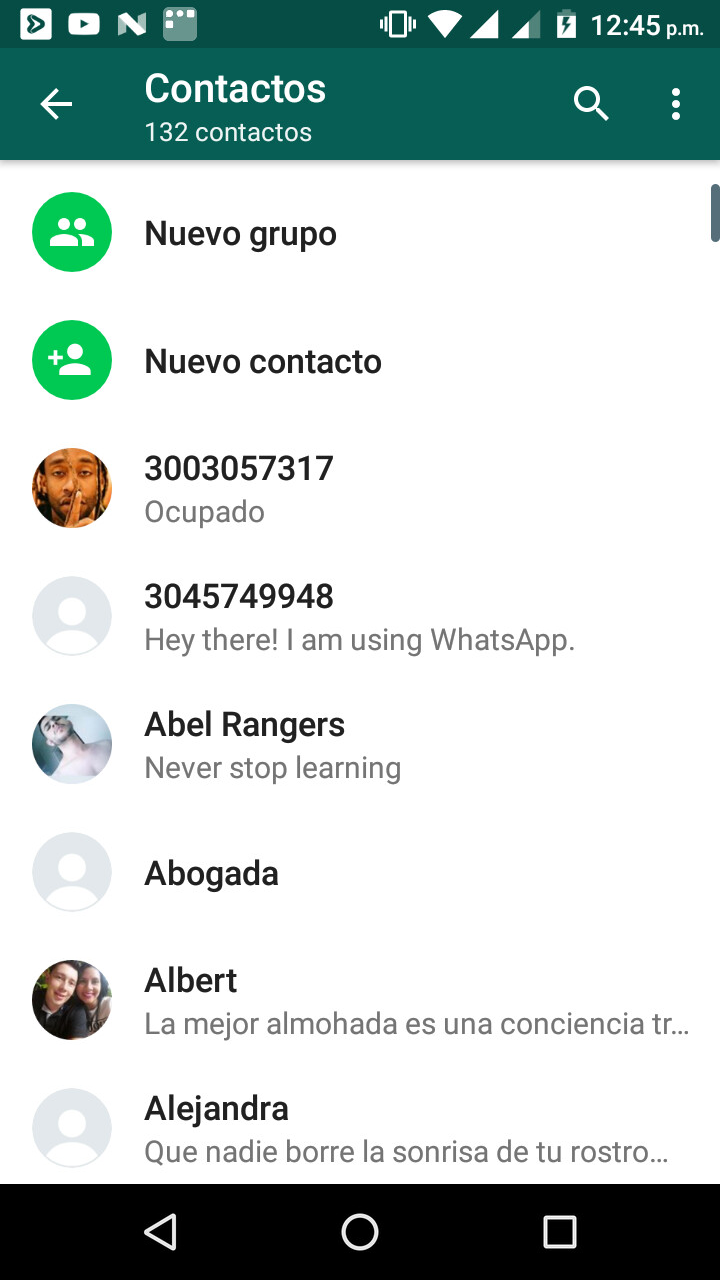 12:45 p.m.
Contactos
132 contactos
Nuevo grupo
Nuevo contacto
3003057317
Ocupado
3045749948
Hey there! I am using WhatsApp.
Abel Rangers
Never stop learning
Abogada
Albert
La mejor almohada es una conciencia tr...
Alejandra
Que nadie borre la sonrisa de tu rostro...